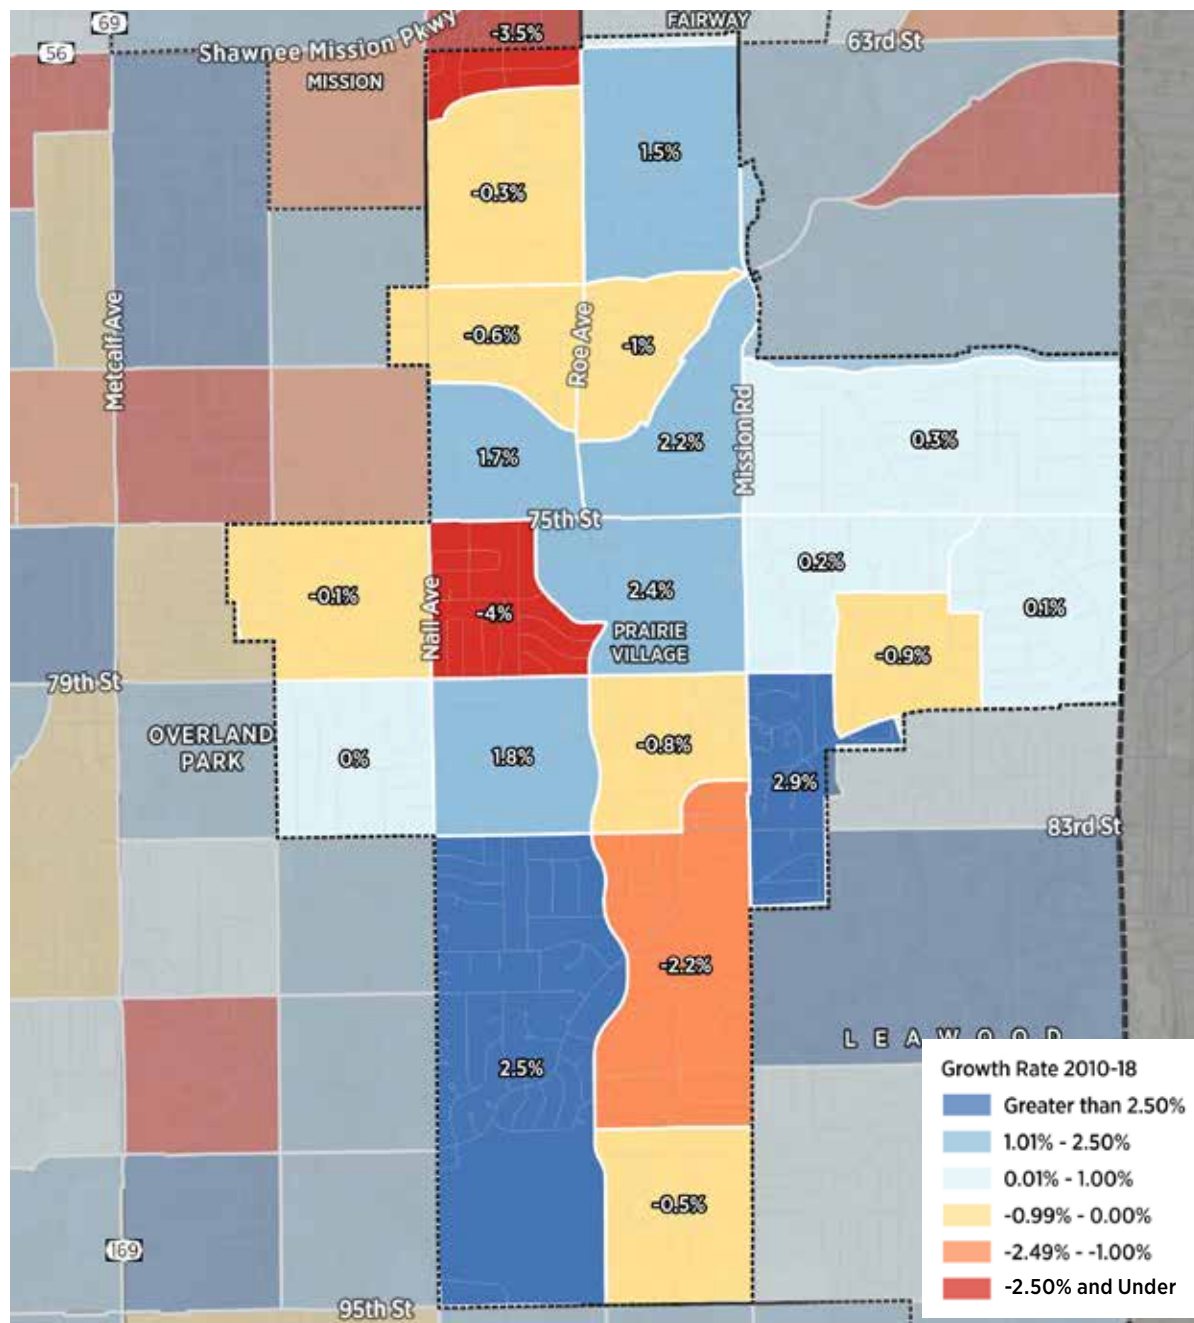 69
-3.5%
FAIRWAY
56
Shawnee Mission Pkwy
63rd St
MISSION
1.5%
-0.3%
Metcalf Ave
-0.6%
Roe Ave
-1%
Mission Rd
1.7%
2.2%
0.3%
75th St
-0.1%
Nall Ave
-4%
2.4%
PRAIRIE
VILLAGE
0.2%
0.1%
-0.9%
79th St
OVERLAND
PARK
0%
1.8%
-0.8%
2.9%
83rd St
-2.2%
2.5%
LEAWOOD
-0.5%
169
95th St
Growth Rate 2010-18
Greater than 2.50%
1.01% - 2.50%
0.01% - 1.00%
-0.99% - 0.00%
-2.49% - -1.00%
-2.50% and Under